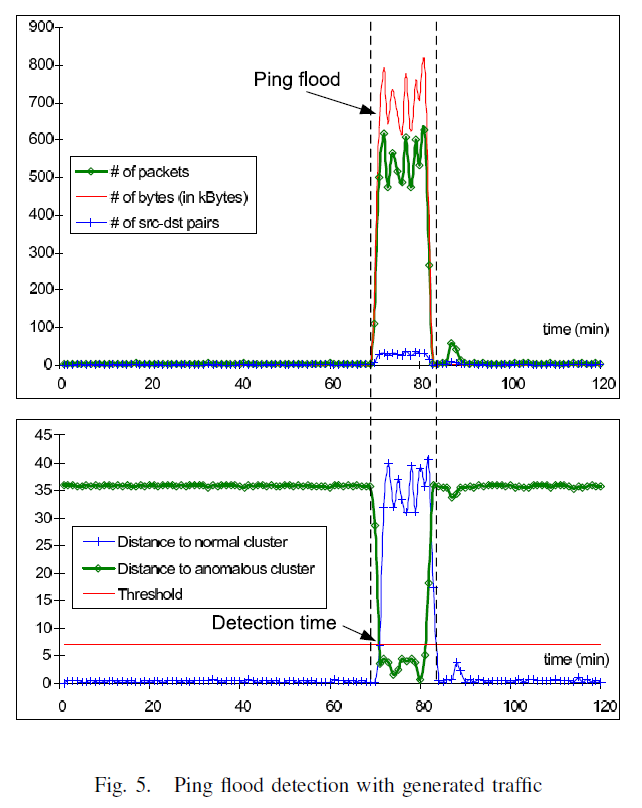 900
800
700
600
500
400
300
200
100
0
Ping flood
# of packets
# of bytes (in kBytes)
# of src-dst pairs
time (min)
0 20 40 60 80 100 120
45
40
35
30
25
20
15
10
5
0
Distance to normal cluster
Distance to anomalous cluster
Threshold
Detection time
time (min)
0 20 40 60 80 100 120
Fig. 5. Ping flood detection with generated traffic